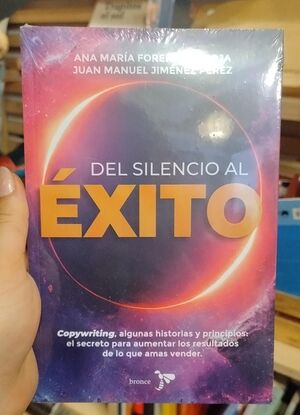 ANA MARÍA
JUAN MANUEL JIMÉNEZ PÉREZ
DEL SILENCIO AL
ÉXITO
Copywriting, algunas historias y principios:
el secreto para aumentar los resultados
de lo que amas vender.
bronce